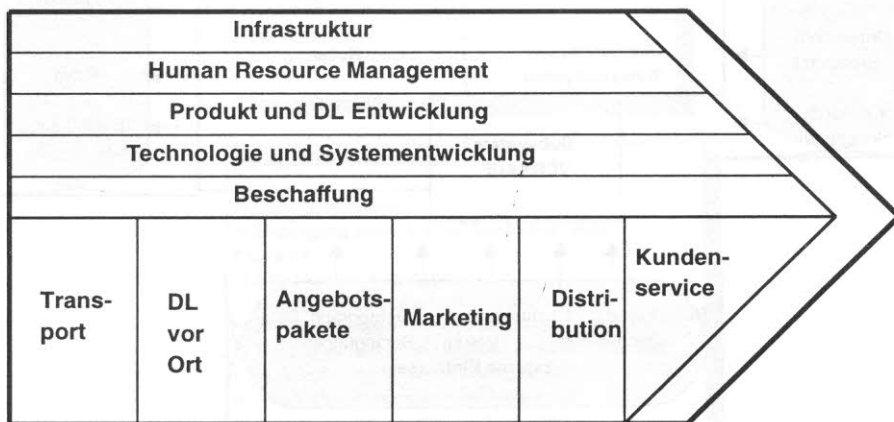 Infrastruktur
Human Resource Management
Produkt und DL Entwicklung
Technologie und Systementwicklung
Beschaffung
Trans-
port
DL
vor
Ort
Angebots-
pakete
Marketing
Distri-
bution
Kunden-
service